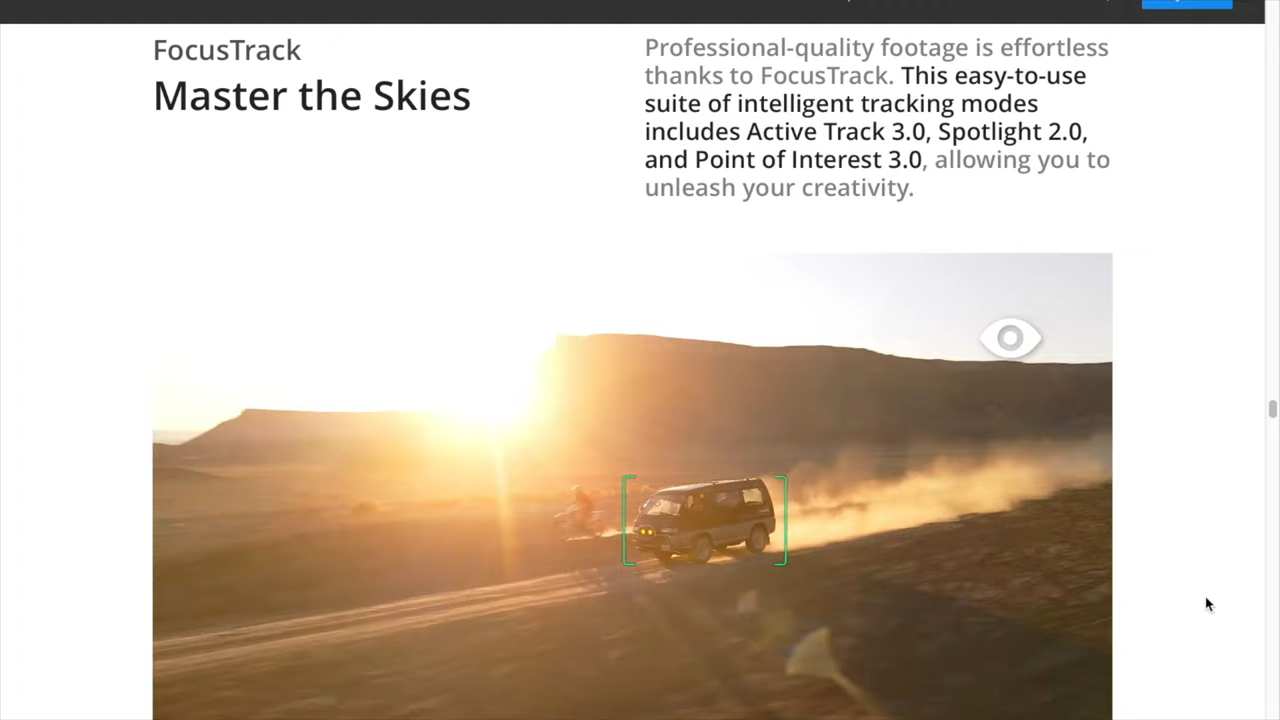 FocusTrack
Master the Skies
Professional-quality footage is effortless
thanks to FocusTrack. This easy-to-use
suite of intelligent tracking modes
includes Active Track 3.0, Spotlight 2.0,
and Point of Interest 3.0, allowing you to
unleash your creativity.